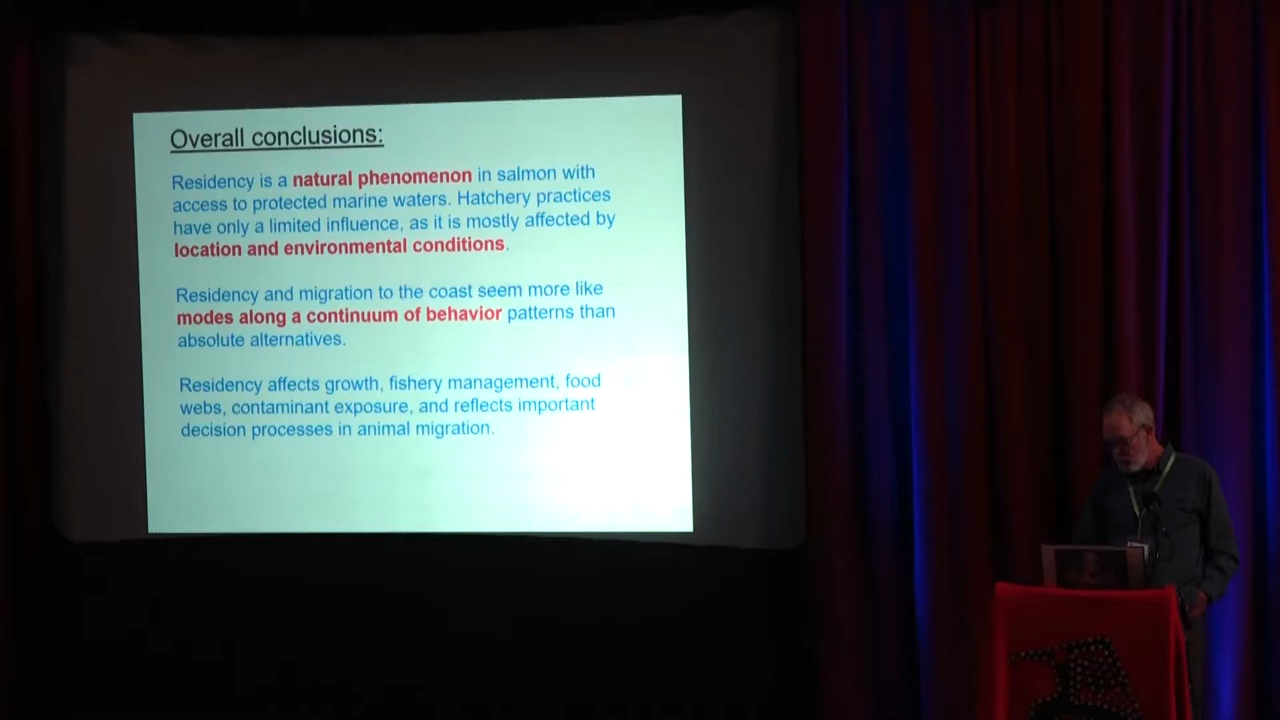 Overall conclusions:
Residency is a natural phenomenon in salmon with
access to protected marine waters. Hatchery practices
have only a limited influence, as it is mostly affected by
location and environmental conditions.
Residency and migration to the coast seem more like
modes along a continuum of behavior patterns than
absolute alternatives.
Residency affects growth, fishery management, food
webs, contaminant exposure, and reflects important
decision processes in animal migration.